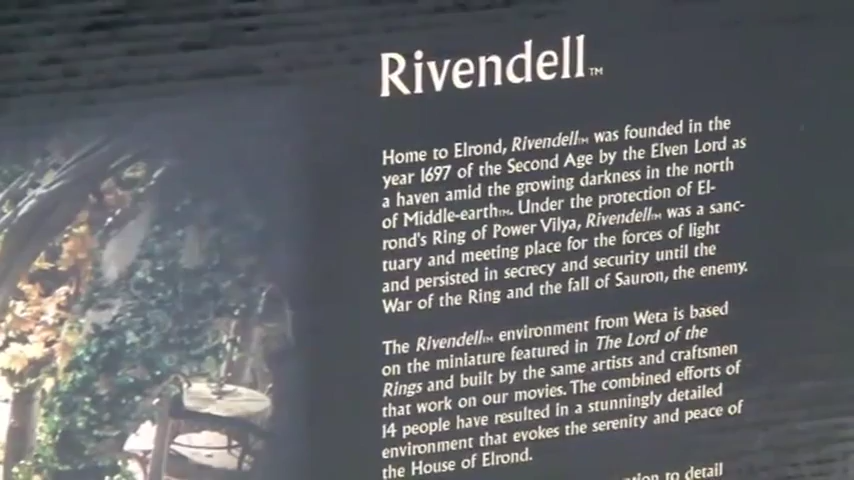 Rivendell™
Home to Elrond, Rivendell™ was founded in the
year 1697 of the Second Age by the Elven Lord as
a haven amid the growing darkness in the north
of Middle-earth™. Under the protection of El-
rond's Ring of Power Vilya, Rivendell™ was a sanc-
tuary and meeting place for the forces of light
and persisted in secrecy and security until the
War of the Ring and the fall of Sauron, the enemy.
The Rivendell™ environment from Weta is based
on the miniature featured in The Lord of the
Rings and built by the same artists and craftsmen
that work on our movies. The combined efforts of
14 people have resulted in a stunningly detailed
environment that evokes the serenity and peace of
the House of Elrond.
to detail